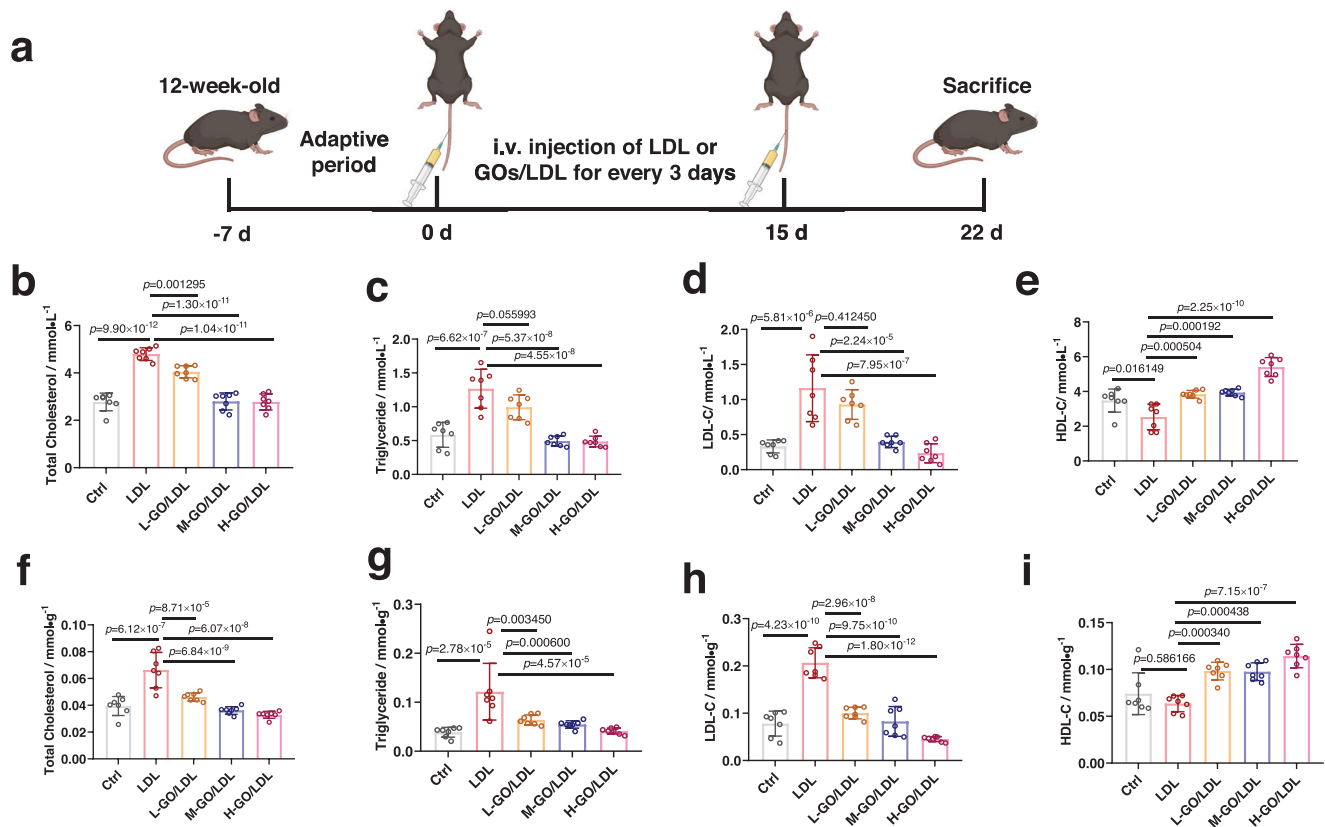 a
12-week-old
Adaptive
period
i.v. injection of LDL or
GOs/LDL for every 3 days
Sacrifice
-7 d
0 d
15 d
22 d
b
Total Cholesterol / mmol•L-1
6
4
2
0
p=0.001295
p=1.30×10-11
p=9.90×10-12
p=1.04×10-11
Ctrl
LDL
L-GO/LDL
M-GO/LDL
H-GO/LDL
c
Triglyceride / mmol•L-1
2.0
1.5
1.0
0.5
0.0
p=0.055993
p=6.62×10-7
p=5.37×10-8
p=4.55×10-8
Ctrl
LDL
L-GO/LDL
M-GO/LDL
H-GO/LDL
d
LDL-C/ mmol•L-1
2.0
1.5
1.0
0.5
0.0
p=5.81×10-6
p=0.412450
p=2.24×10-5
p=7.95×10-7
Ctrl
LDL
L-GO/LDL
M-GO/LDL
H-GO/LDL
e
HDL-C/ mmol•L-1
8
6
4
2
0
p=2.25×10-10
p=0.000192
p=0.000504
p=0.016149
Ctrl
LDL
L-GO/LDL
M-GO/LDL
H-GO/LDL
f
Total Cholesterol / mmol•g-1
0.10
0.08
0.06
0.04
0.02
0.00
p=8.71×10-5
p=6.12×10-7
p=6.07×10-8
p=6.84×10-9
Ctrl
LDL
L-GO/LDL
M-GO/LDL
H-GO/LDL
g
Triglyceride / mmol•g-1
0.3
0.2
0.1
0.0
p=0.003450
p=2.78×10-5
p=0.000600
p=4.57×10-5
Ctrl
LDL
L-GO/LDL
M-GO/LDL
H-GO/LDL
h
LDL-C / mmol•g-1
0.3
0.2
0.1
0.0
p=2.96×10-8
p=4.23×10-10
p=9.75×10-10
p=1.80×10-12
Ctrl
LDL
L-GO/LDL
M-GO/LDL
H-GO/LDL
i
HDL-C / mmol•g-1
0.15
0.10
0.05
0.00
p=7.15×10-7
p=0.000438
p=0.000340
p=0.586166
Ctrl
LDL
L-GO/LDL
M-GO/LDL
H-GO/LDL